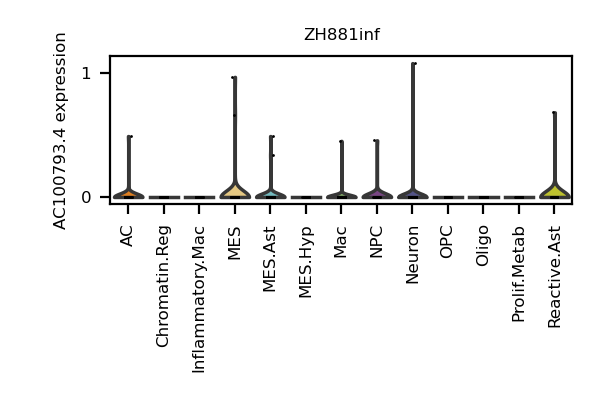 ZH881inf
AC100793.4 expression
1
0
AC
Chromatin.Reg
Inflammatory.Mac
MES
MES.Ast
MES.Hyp
Mac
NPC
Neuron
OPC
Oligo
Prolif.Metab
Reactive.Ast